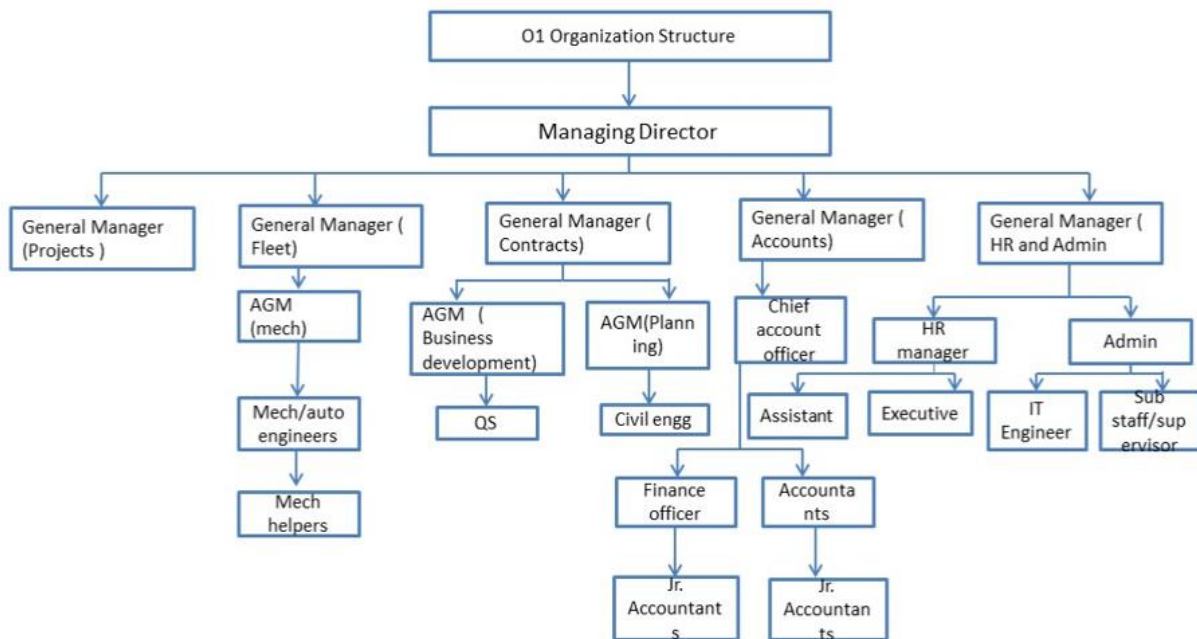 O1 Organization Structure
Managing Director
General Manager
(Projects )
General Manager (
Fleet)
General Manager (
Contracts)
General Manager (
Accounts)
General Manager (
HR and Admin
AGM
(mech)
AGM (
Business
development)
AGM(Plann
ing)
Chief
account
officer
HR
manager
Admin
Mech/auto
engineers
QS
Civil engg
Assistant
Executive
IT
Engineer
Sub
staff/sup
ervisor
Mech
helpers
Finance
officer
Accounta
nts
Jr.
Accountant
s
Jr.
Accountan
ts